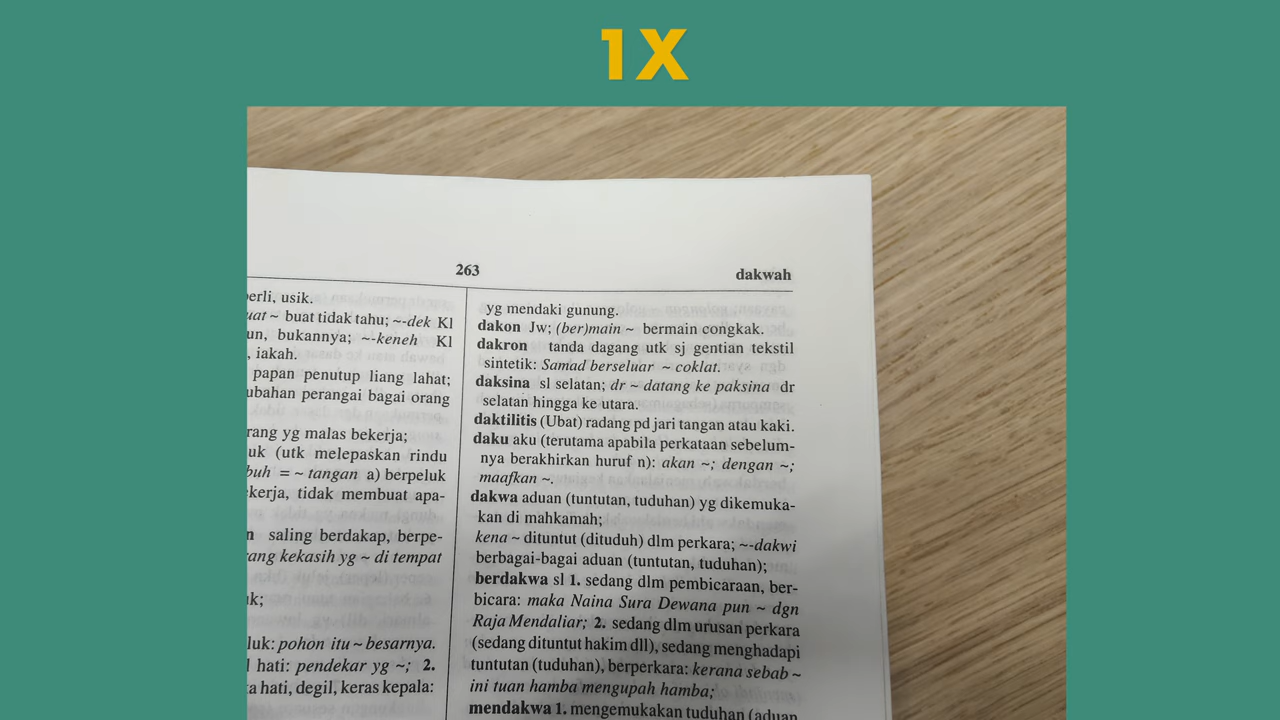 1X
263
dakwah
erli, usik.
uat ~ buat tidak tahu; ~-dek Kl
un, bukannya; ~-keneh Kl
, iakah.
papan penutup liang lahat;
ubahan perangai bagai orang
rang yg malas bekerja;
uk (utk melepaskan rindu
buh = ~ tangan a) berpeluk
kerja, tidak membuat apa-
n saling berdakap, berpe-
ang kekasih yg ~ di tempat
k;
luk: pohon itu ~ besarnya.
hati: pendekar yg ~; 2.
a hati, degil, keras kepala:
yg mendaki gunung.
dakon Jw; (ber)main ~ bermain congkak.
dakron tanda dagang utk sj gentian tekstil
sintetik: Samad berseluar ~ coklat.
daksina sl selatan; dr ~ datang ke paksina dr
selatan hingga ke utara.
daktilitis (Ubat) radang pd jari tangan atau kaki.
daku aku (terutama apabila perkataan sebelum-
nya berakhirkan huruf n): akan ~; dengan ~;
maafkan ~.
dakwa aduan (tuntutan, tuduhan) yg dikemuka-
kan di mahkamah;
kena ~ dituntut (dituduh) dlm perkara; ~-dakwi
berbagai-bagai aduan (tuntutan, tuduhan);
berdakwa sl 1. sedang dlm pembicaraan, ber-
bicara: maka Naina Sura Dewana pun ~ dgn
Raja Mendaliar; 2. sedang dlm urusan perkara
(sedang dituntut hakim dll), sedang menghadapi
tuntutan (tuduhan), berperkara: kerana sebab ~
ini tuan hamba mengupah hamba;
mendakwa 1. mengemukakan tuduhan (aduan